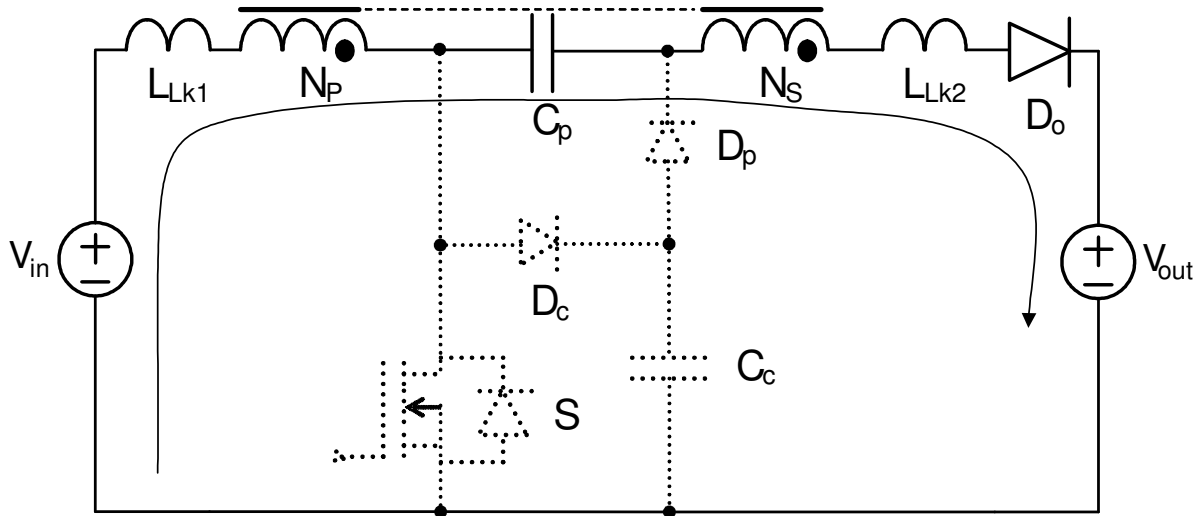 L_Lk1
N_P
C_p
N_S
L_Lk2
D_o
D_p
V_in
+
−
D_c
+
−
V_out
C_c
S